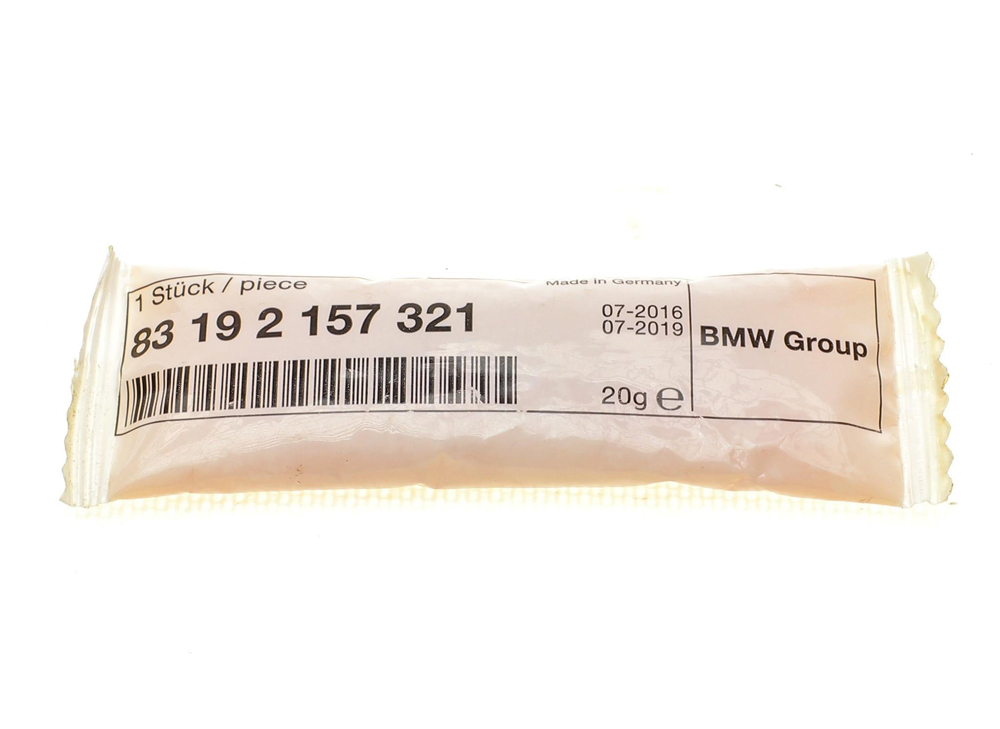 1 Stück / piece
83 19 2 157 321
Made in Germany
07-2016
07-2019
20g ℮
BMW Group